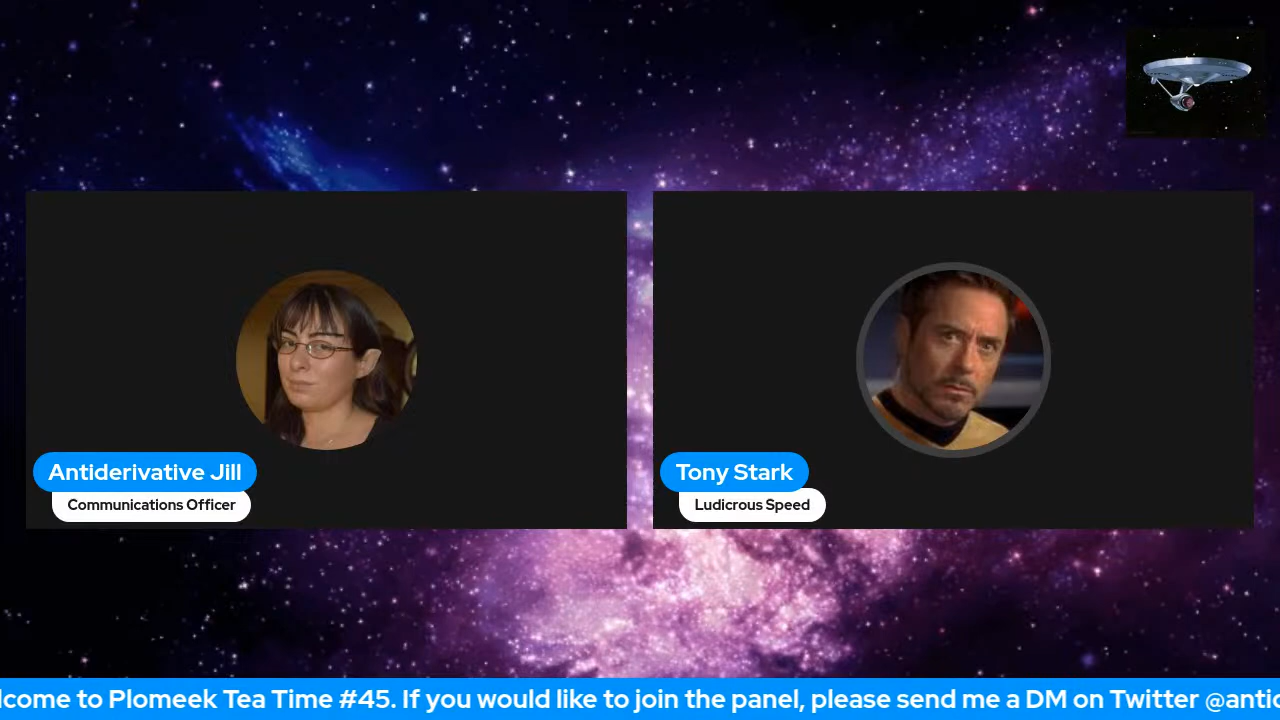 Antiderivative Jill
Communications Officer
Tony Stark
Ludicrous Speed
lcome to Plomeek Tea Time #45. If you would like to join the panel, please send me a DM on Twitter @antid